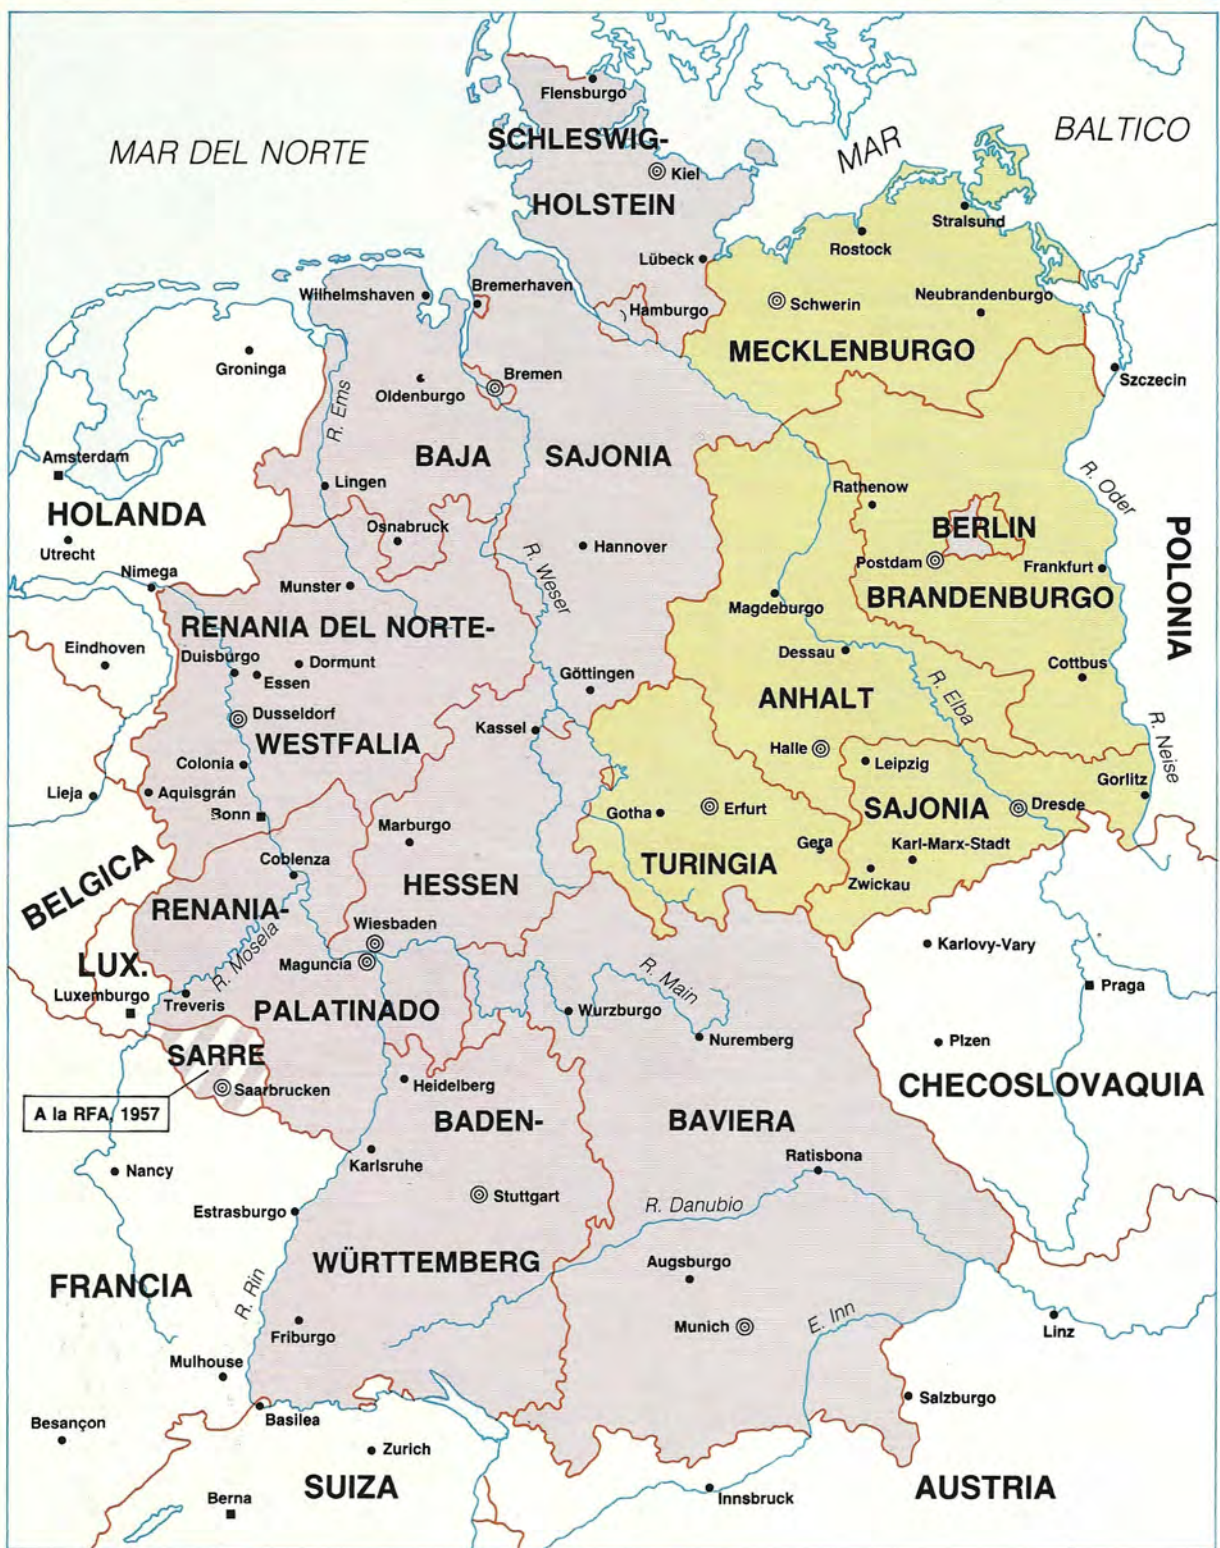 Flensburgo
MAR DEL NORTE
SCHLESWIG-
MAR
BALTICO
Kiel
HOLSTEIN
Stralsund
Rostock
Lübeck
Wilhelmshaven
Bremerhaven
Hamburgo
Schwerin
Neubrandenburgo
MECKLENBURGO
Groninga
R. Ems
Oldenburgo
Bremen
Szczecin
BAJA
SAJONIA
Amsterdam
Lingen
Rathenow
R. Oder
HOLANDA
Osnabruck
BERLIN
POLONIA
Utrecht
Hannover
Nimega
R. Weser
Postdam
Frankfurt
Munster
Magdeburgo
BRANDENBURGO
RENANIA DEL NORTE-
Eindhoven
Duisburgo
Dormunt
Essen
Göttingen
Dessau
Cottbus
ANHALT
R. Elba
Dusseldorf
WESTFALIA
Kassel
R. Neise
Halle
Colonia
Leipzig
Lieja
Aquisgrán
Gorlitz
Bonn
Gotha
Erfurt
SAJONIA
Dresde
Marburgo
Gera
Karl-Marx-Stadt
BELGICA
Coblenza
TURINGIA
Zwickau
HESSEN
RENANIA-
Wiesbaden
Karlovy-Vary
R. Mosela
Maguncia
LUX.
R. Main
Luxemburgo
Treveris
PALATINADO
Wurzburgo
Praga
SARRE
Nuremberg
Plzen
Saarbrucken
Heidelberg
CHECOSLOVAQUIA
A la RFA, 1957
BADEN-
BAVIERA
Karlsruhe
Ratisbona
Nancy
Stuttgart
Estrasburgo
R. Danubio
WÜRTTEMBERG
Augsburgo
FRANCIA
R. Rin
Friburgo
Munich
E. Inn
Linz
Mulhouse
Salzburgo
Besançon
Basilea
Zurich
SUIZA
Berna
Innsbruck
AUSTRIA